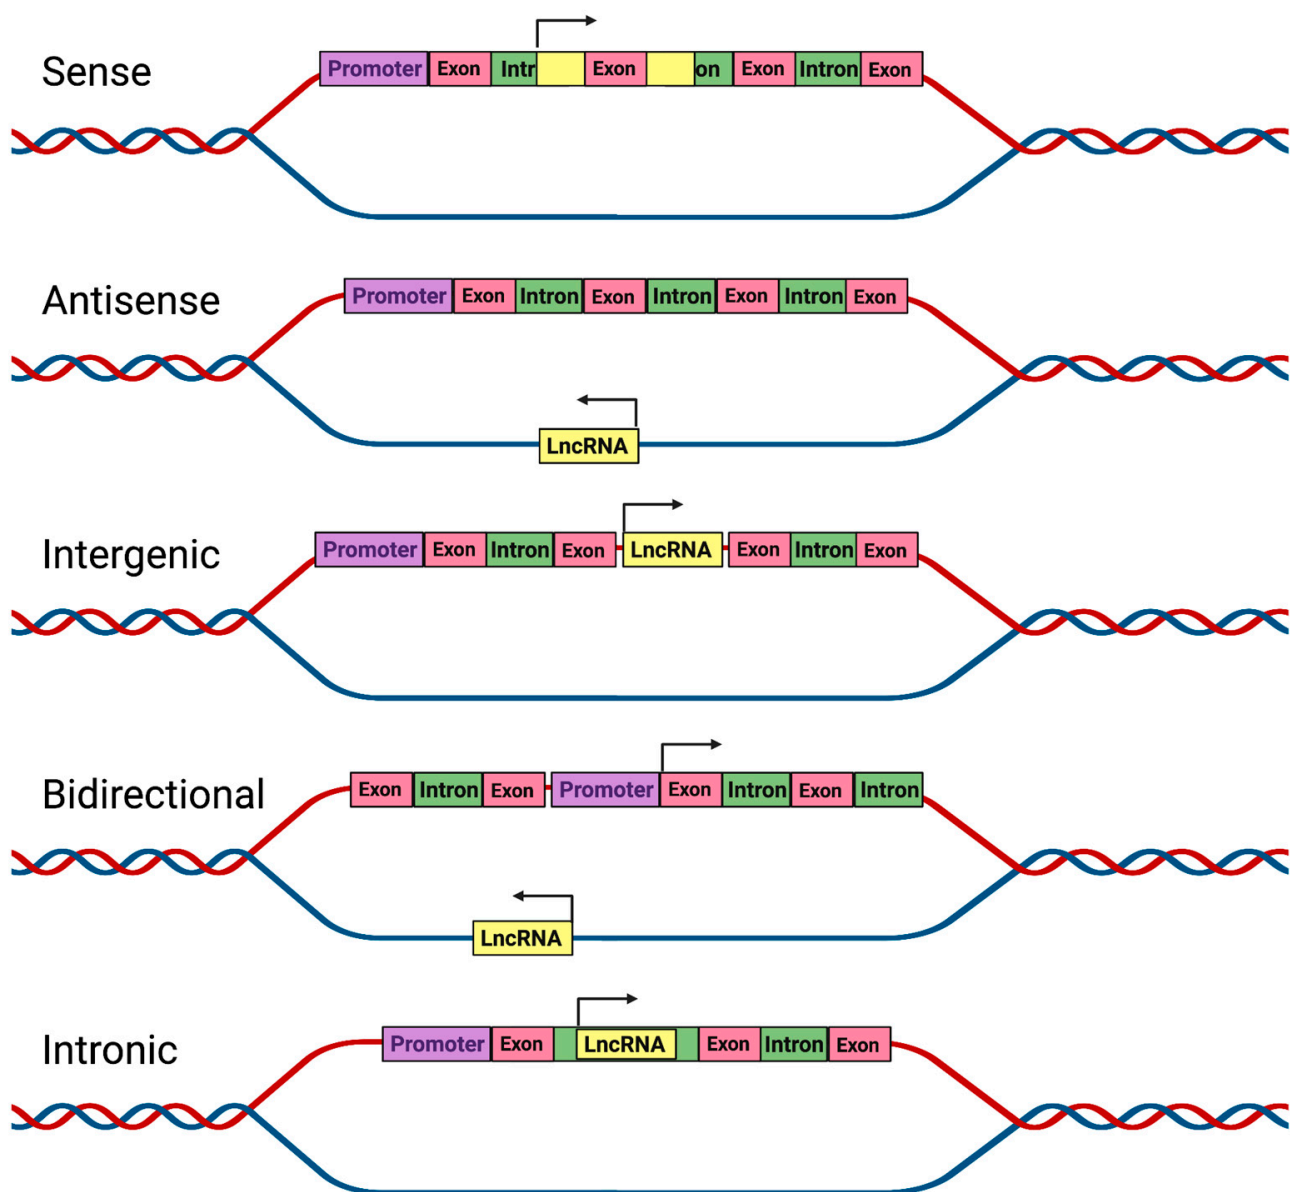 Sense
Promoter Exon Intr Exon on Exon Intron Exon
Antisense
Promoter Exon Intron Exon Intron Exon Intron Exon
LncRNA
Intergenic
Promoter Exon Intron Exon LncRNA Exon Intron Exon
Bidirectional
Exon Intron Exon Promoter Exon Intron Exon Intron
LncRNA
Intronic
Promoter Exon LncRNA Exon Intron Exon